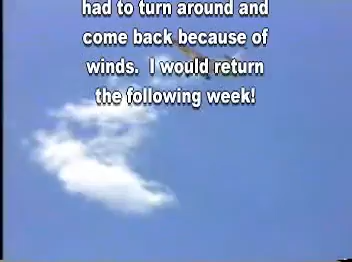 had to turn around and
come back because of
winds.  I would return
the following week!